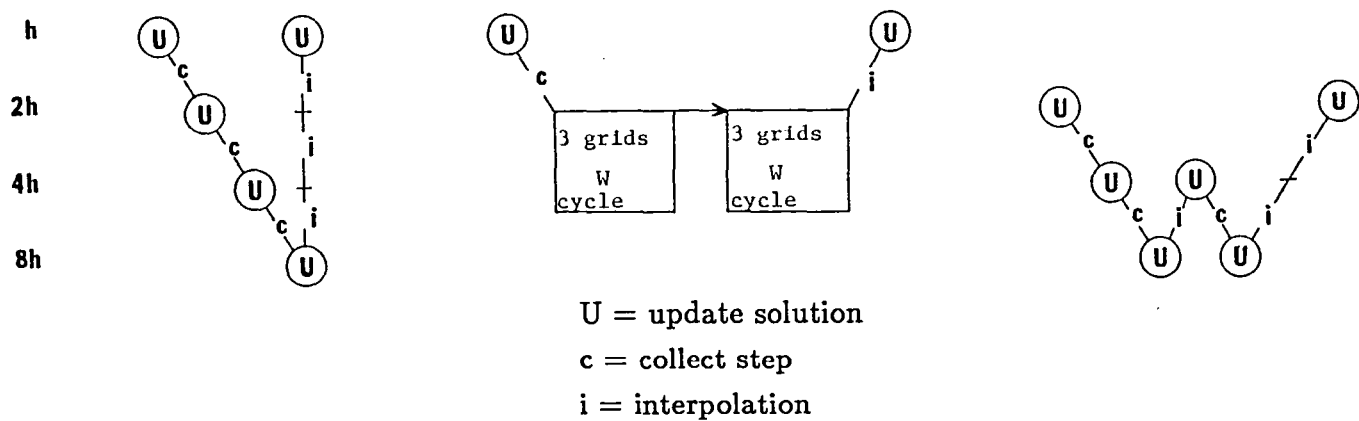 h U U U U
c c i i
2h U 3 grids 3 grids U
c i W W c i
4h U cycle cycle U U
c i c i c i
8h U U U
U = update solution
c = collect step
i = interpolation